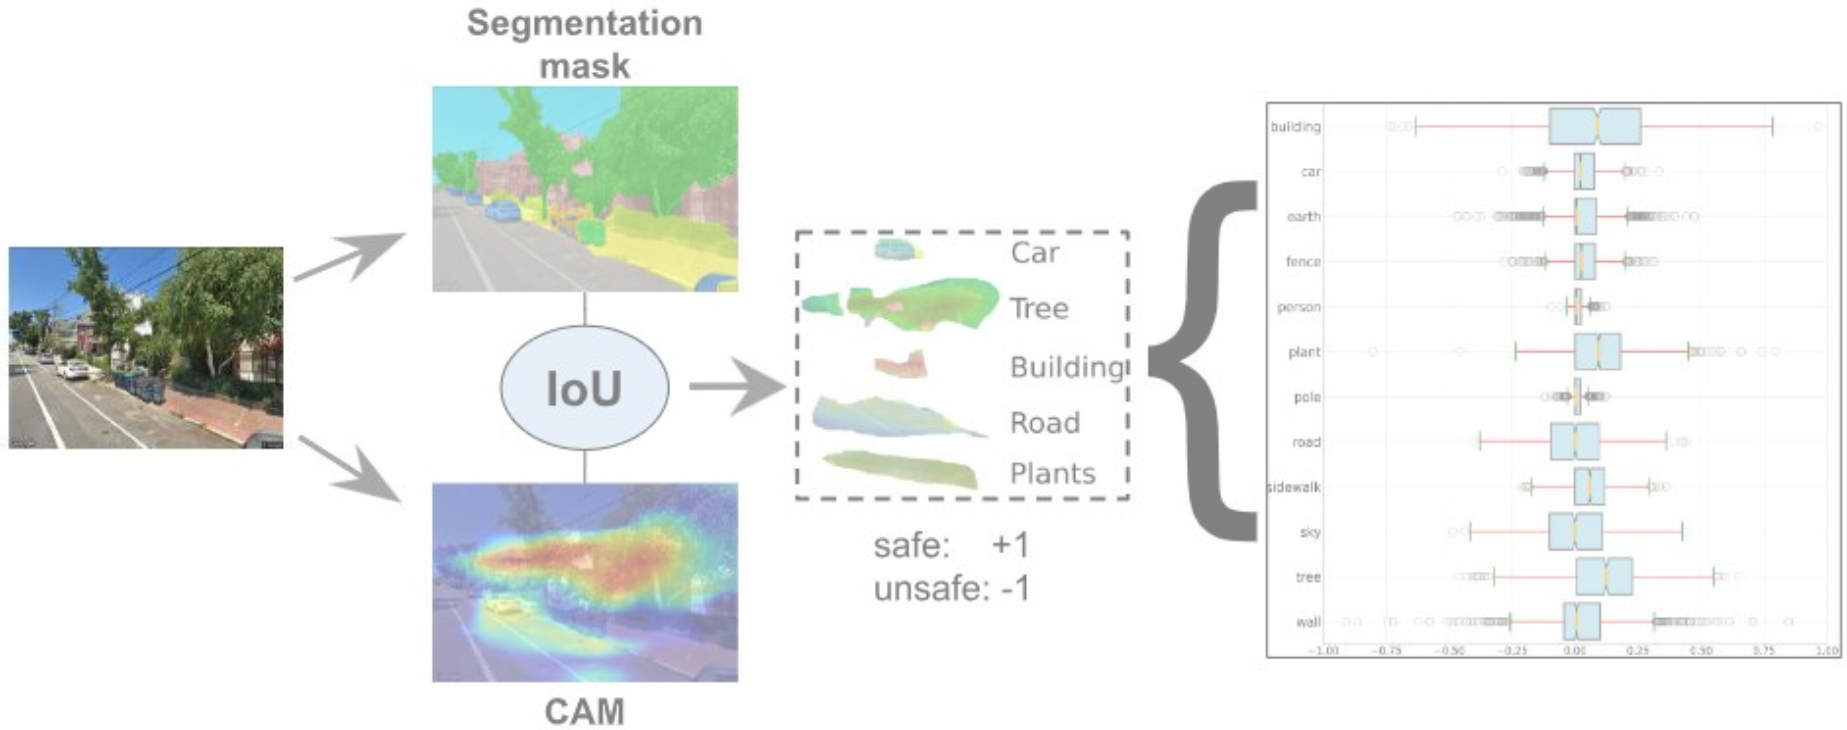 Segmentation
mask
IoU
CAM
Car
Tree
Building
Road
Plants
safe: +1
unsafe: -1
building
car
earth
fence
person
plant
pole
road
sidewalk
sky
tree
wall
−1.00 −0.75 −0.50 −0.25 0.00 0.25 0.50 0.75 1.00